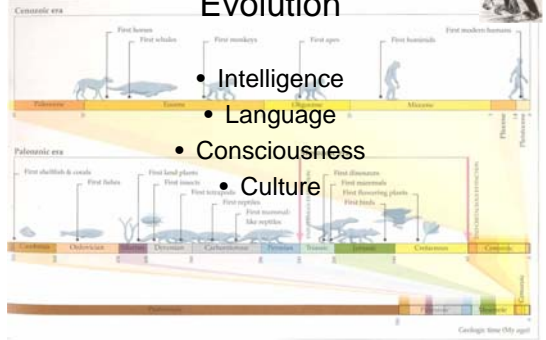 Evolution
Cenozoic era
First horses
First whales
First monkeys
First apes
First hominids
First modern humans
• Intelligence
• Language
• Consciousness
• Culture
Paleocene
Eocene
Oligocene
Miocene
Pliocene
Pleistocene
Paleozoic era
First shellfish & corals
First fishes
First land plants
First insects
First tetrapods
First reptiles
First mammal-
like reptiles
First dinosaurs
First mammals
First flowering plants
First birds
Cambrian
Ordovician
Devonian
Carboniferous
Permian
Triassic
Jurassic
Cretaceous
Cenozoic
Cenozoic
Geologic time (My ago)